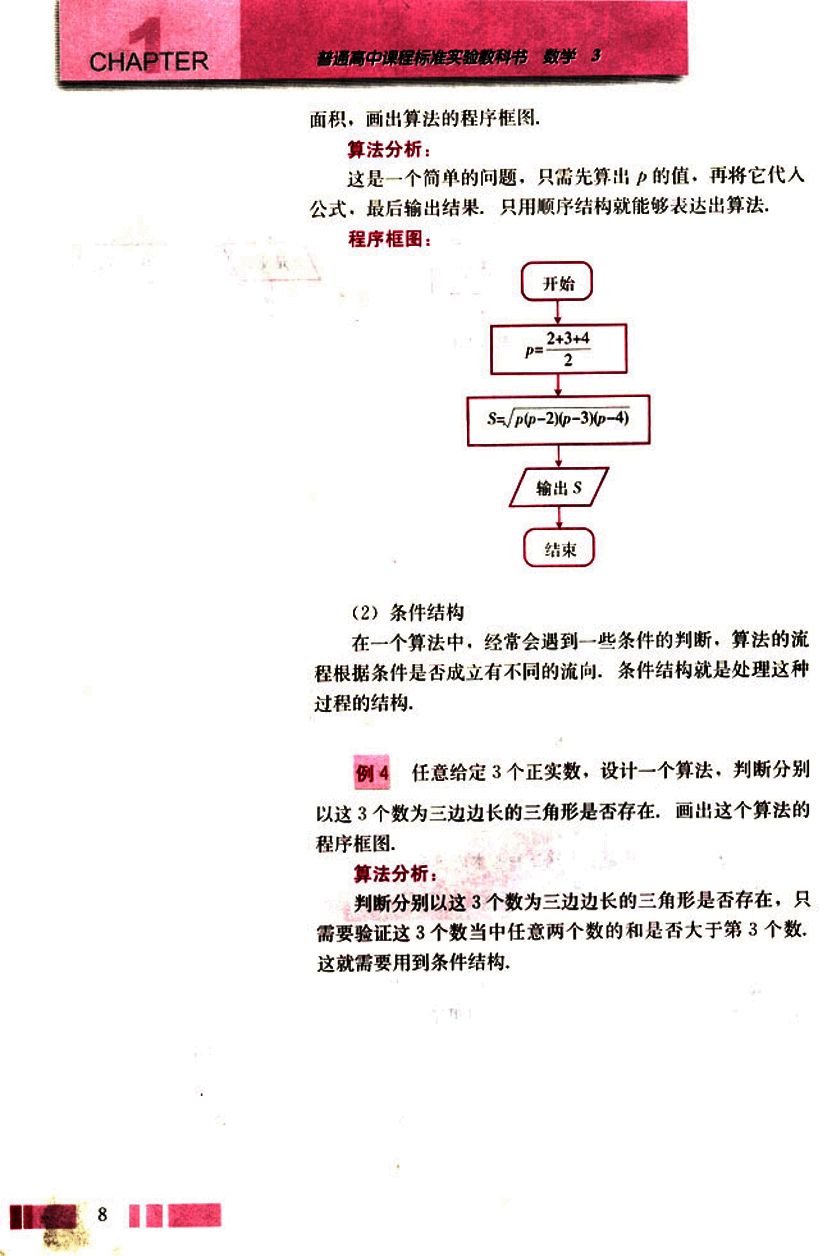 1
CHAPTER
普通高中课程标准实验教科书 数学 3
面积，画出算法的程序框图.
算法分析：
这是一个简单的问题，只需先算出 p 的值，再将它代入
公式，最后输出结果. 只用顺序结构就能够表达出算法.
程序框图：
开始
p=\frac{2+3+4}{2}
S=√p(p-2)(p-3)(p-4)
输出 S
结束
（2）条件结构
在一个算法中，经常会遇到一些条件的判断，算法的流
程根据条件是否成立有不同的流向. 条件结构就是处理这种
过程的结构.
例 4 任意给定 3 个正实数，设计一个算法，判断分别
以这 3 个数为三边边长的三角形是否存在. 画出这个算法的
程序框图.
算法分析：
判断分别以这 3 个数为三边边长的三角形是否存在，只
需要验证这 3 个数当中任意两个数的和是否大于第 3 个数.
这就需要用到条件结构.
8